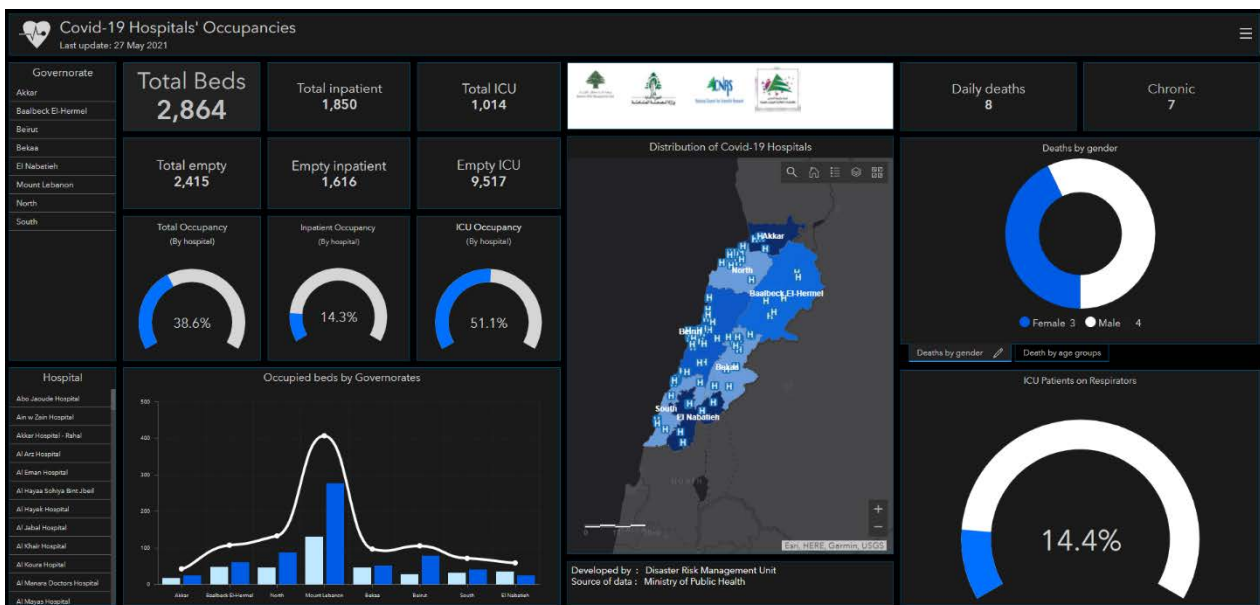 Covid-19 Hospitals' Occupancies
Last update: 27 May 2021
Governorate
Akkar
Baalbeck El-Hermel
Beirut
Bekaa
El Nabatieh
Mount Lebanon
North
South
Total Beds
2,864
Total inpatient
1,850
Total ICU
1,014
Total empty
2,415
Empty inpatient
1,616
Empty ICU
9,517
Total Occupancy
(By hospital)
38.6%
Inpatient Occupancy
(By hospital)
14.3%
ICU Occupancy
(By hospital)
51.1%
Hospital
Abo Jaoude Hospital
Ain w Zain Hospital
Akkar Hospital - Rahal
Al Arz Hospital
Al Eman Hospital
Al Hayaa Sohiya Bint Jbeil
Al Hayek Hospital
Al Jabal Hospital
Al Khair Hospital
Al Koura Hopital
Al Manara Doctors Hospital
Al Mayas Hospital
Occupied beds by Governorates
500
400
300
200
100
0
Akkar
Baalbeck El-Hermel
North
Mount Lebanon
Bekaa
Beirut
South
El Nabatieh
CNRS
Distribution of Covid-19 Hospitals
Akkar
North
Baalbeck El-Hermel
Beirut
South
El Nabatieh
Esri, HERE, Garmin, USGS
Developed by : Disaster Risk Management Unit
Source of data : Ministry of Public Health
Daily deaths
8
Chronic
7
Deaths by gender
Female 3
Male 4
Deaths by gender
Death by age groups
ICU Patients on Respirators
14.4%